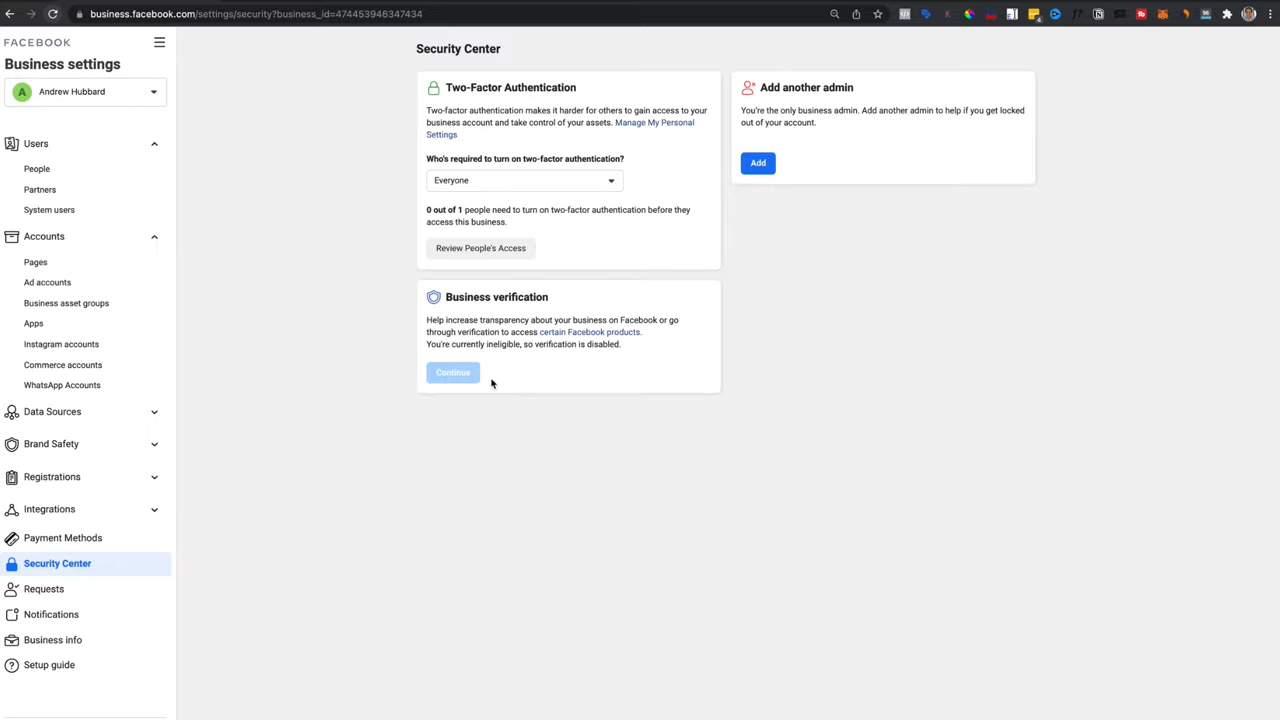 business.facebook.com/settings/security?business_id=474453946347434
FACEBOOK
Business settings
A
Andrew Hubbard
Users
People
Partners
System users
Accounts
Pages
Ad accounts
Business asset groups
Apps
Instagram accounts
Commerce accounts
WhatsApp Accounts
Data Sources
Brand Safety
Registrations
Integrations
Payment Methods
Security Center
Requests
Notifications
Business info
Setup guide
Security Center
Two-Factor Authentication
Two-factor authentication makes it harder for others to gain access to your
business account and take control of your assets. Manage My Personal
Settings
Who's required to turn on two-factor authentication?
Everyone
0 out of 1 people need to turn on two-factor authentication before they
access this business.
Review People's Access
Business verification
Help increase transparency about your business on Facebook or go
through verification to access certain Facebook products.
You're currently ineligible, so verification is disabled.
Continue
Add another admin
You're the only business admin. Add another admin to help if you get locked
out of your account.
Add